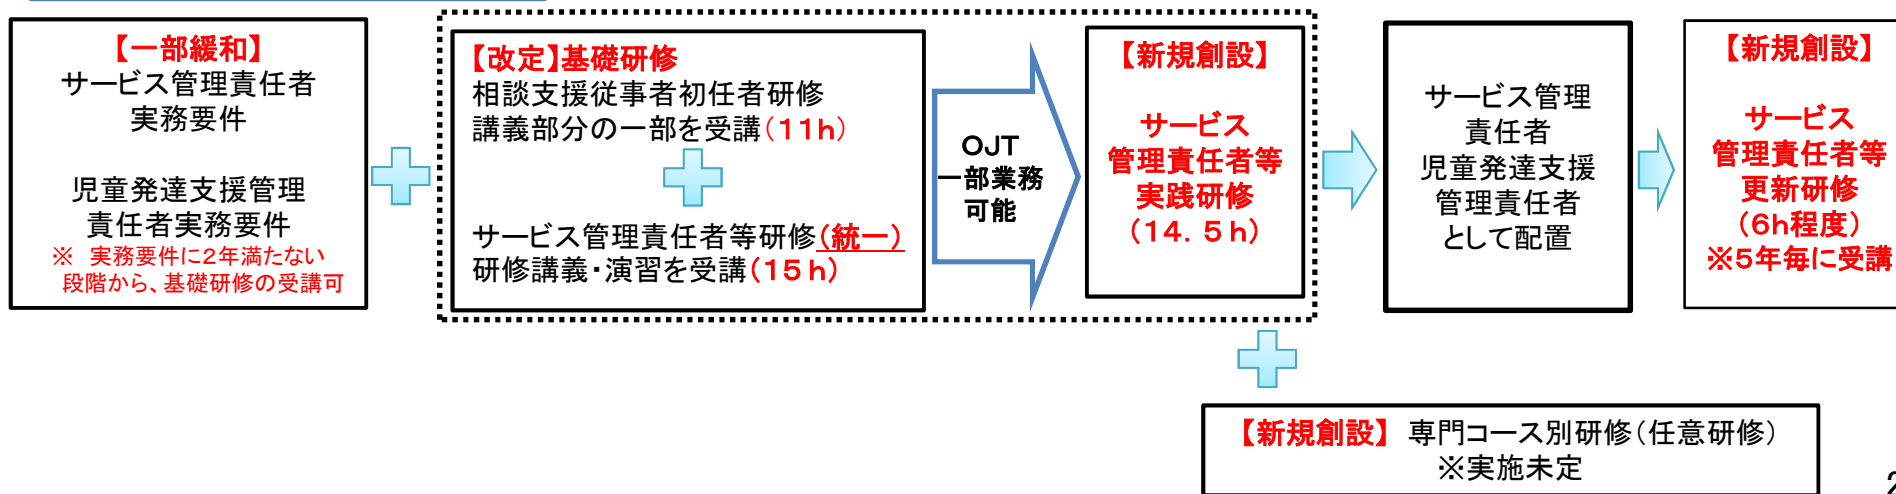 【一部緩和】
サービス管理責任者
実務要件
児童発達支援管理
責任者実務要件
※ 実務要件に2年満たない
段階から、基礎研修の受講可
【改定】基礎研修
相談支援従事者初任者研修
講義部分の一部を受講(11h)
サービス管理責任者等研修(統一)
研修講義・演習を受講(15h)
OJT
一部業務
可能
【新規創設】
サービス
管理責任者等
実践研修
(14.5h)
サービス管理
責任者
児童発達支援
管理責任者
として配置
【新規創設】
サービス
管理責任者等
更新研修
(6h程度)
※5年毎に受講
【新規創設】 専門コース別研修(任意研修)
※実施未定